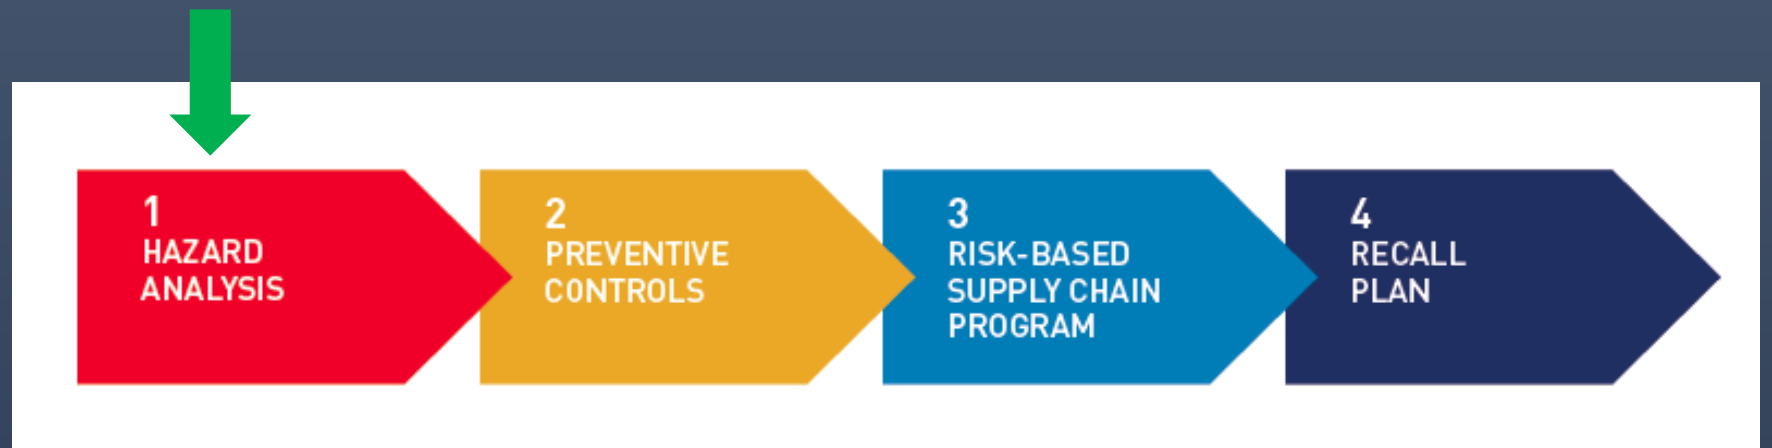 1
HAZARD
ANALYSIS
2
PREVENTIVE
CONTROLS
3
RISK-BASED
SUPPLY CHAIN
PROGRAM
4
RECALL
PLAN